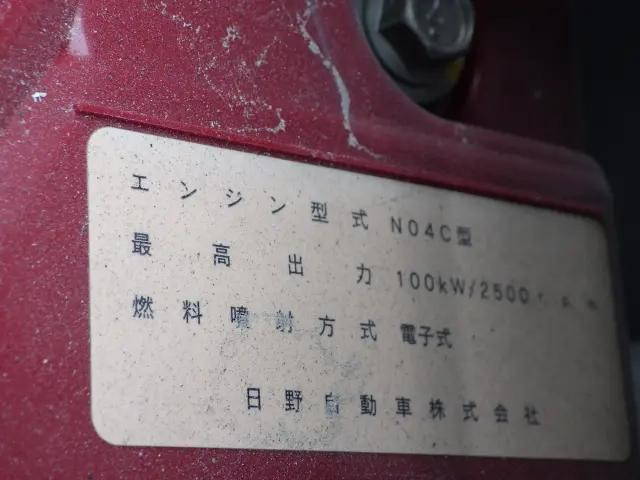 エンジン型式 N04C型
最高出力 100kW/2500r.p.m
燃料噴射方式 電子式
日野自動車株式会社